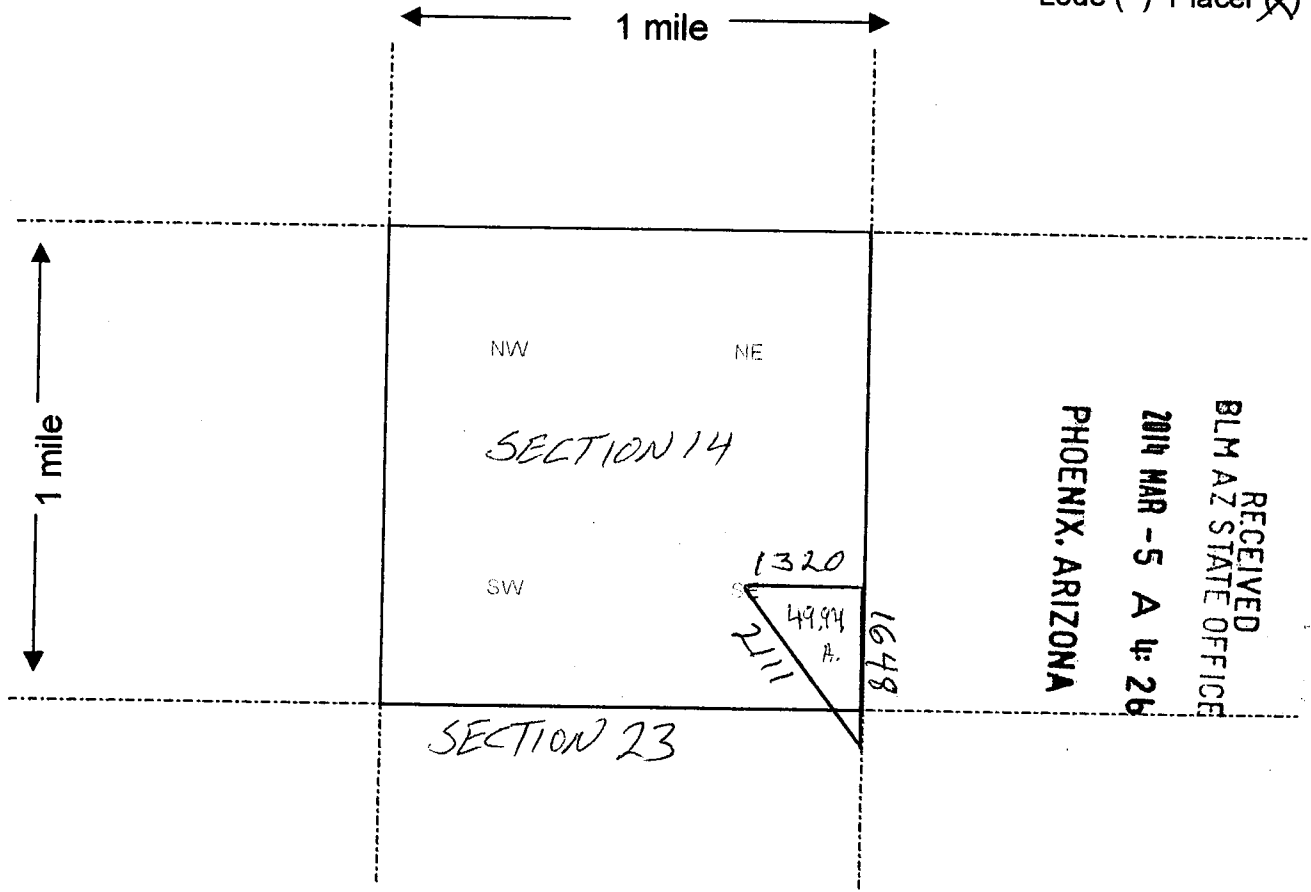 Lode ( ) Placer (X)
1 mile
1 mile
NW
NE
SECTION 14
SW
SE
1320
49.94
A.
2111
1648
SECTION 23
RECEIVED
BLM AZ STATE OFFICE
2014 MAR -5 A 4: 26
PHOENIX, ARIZONA